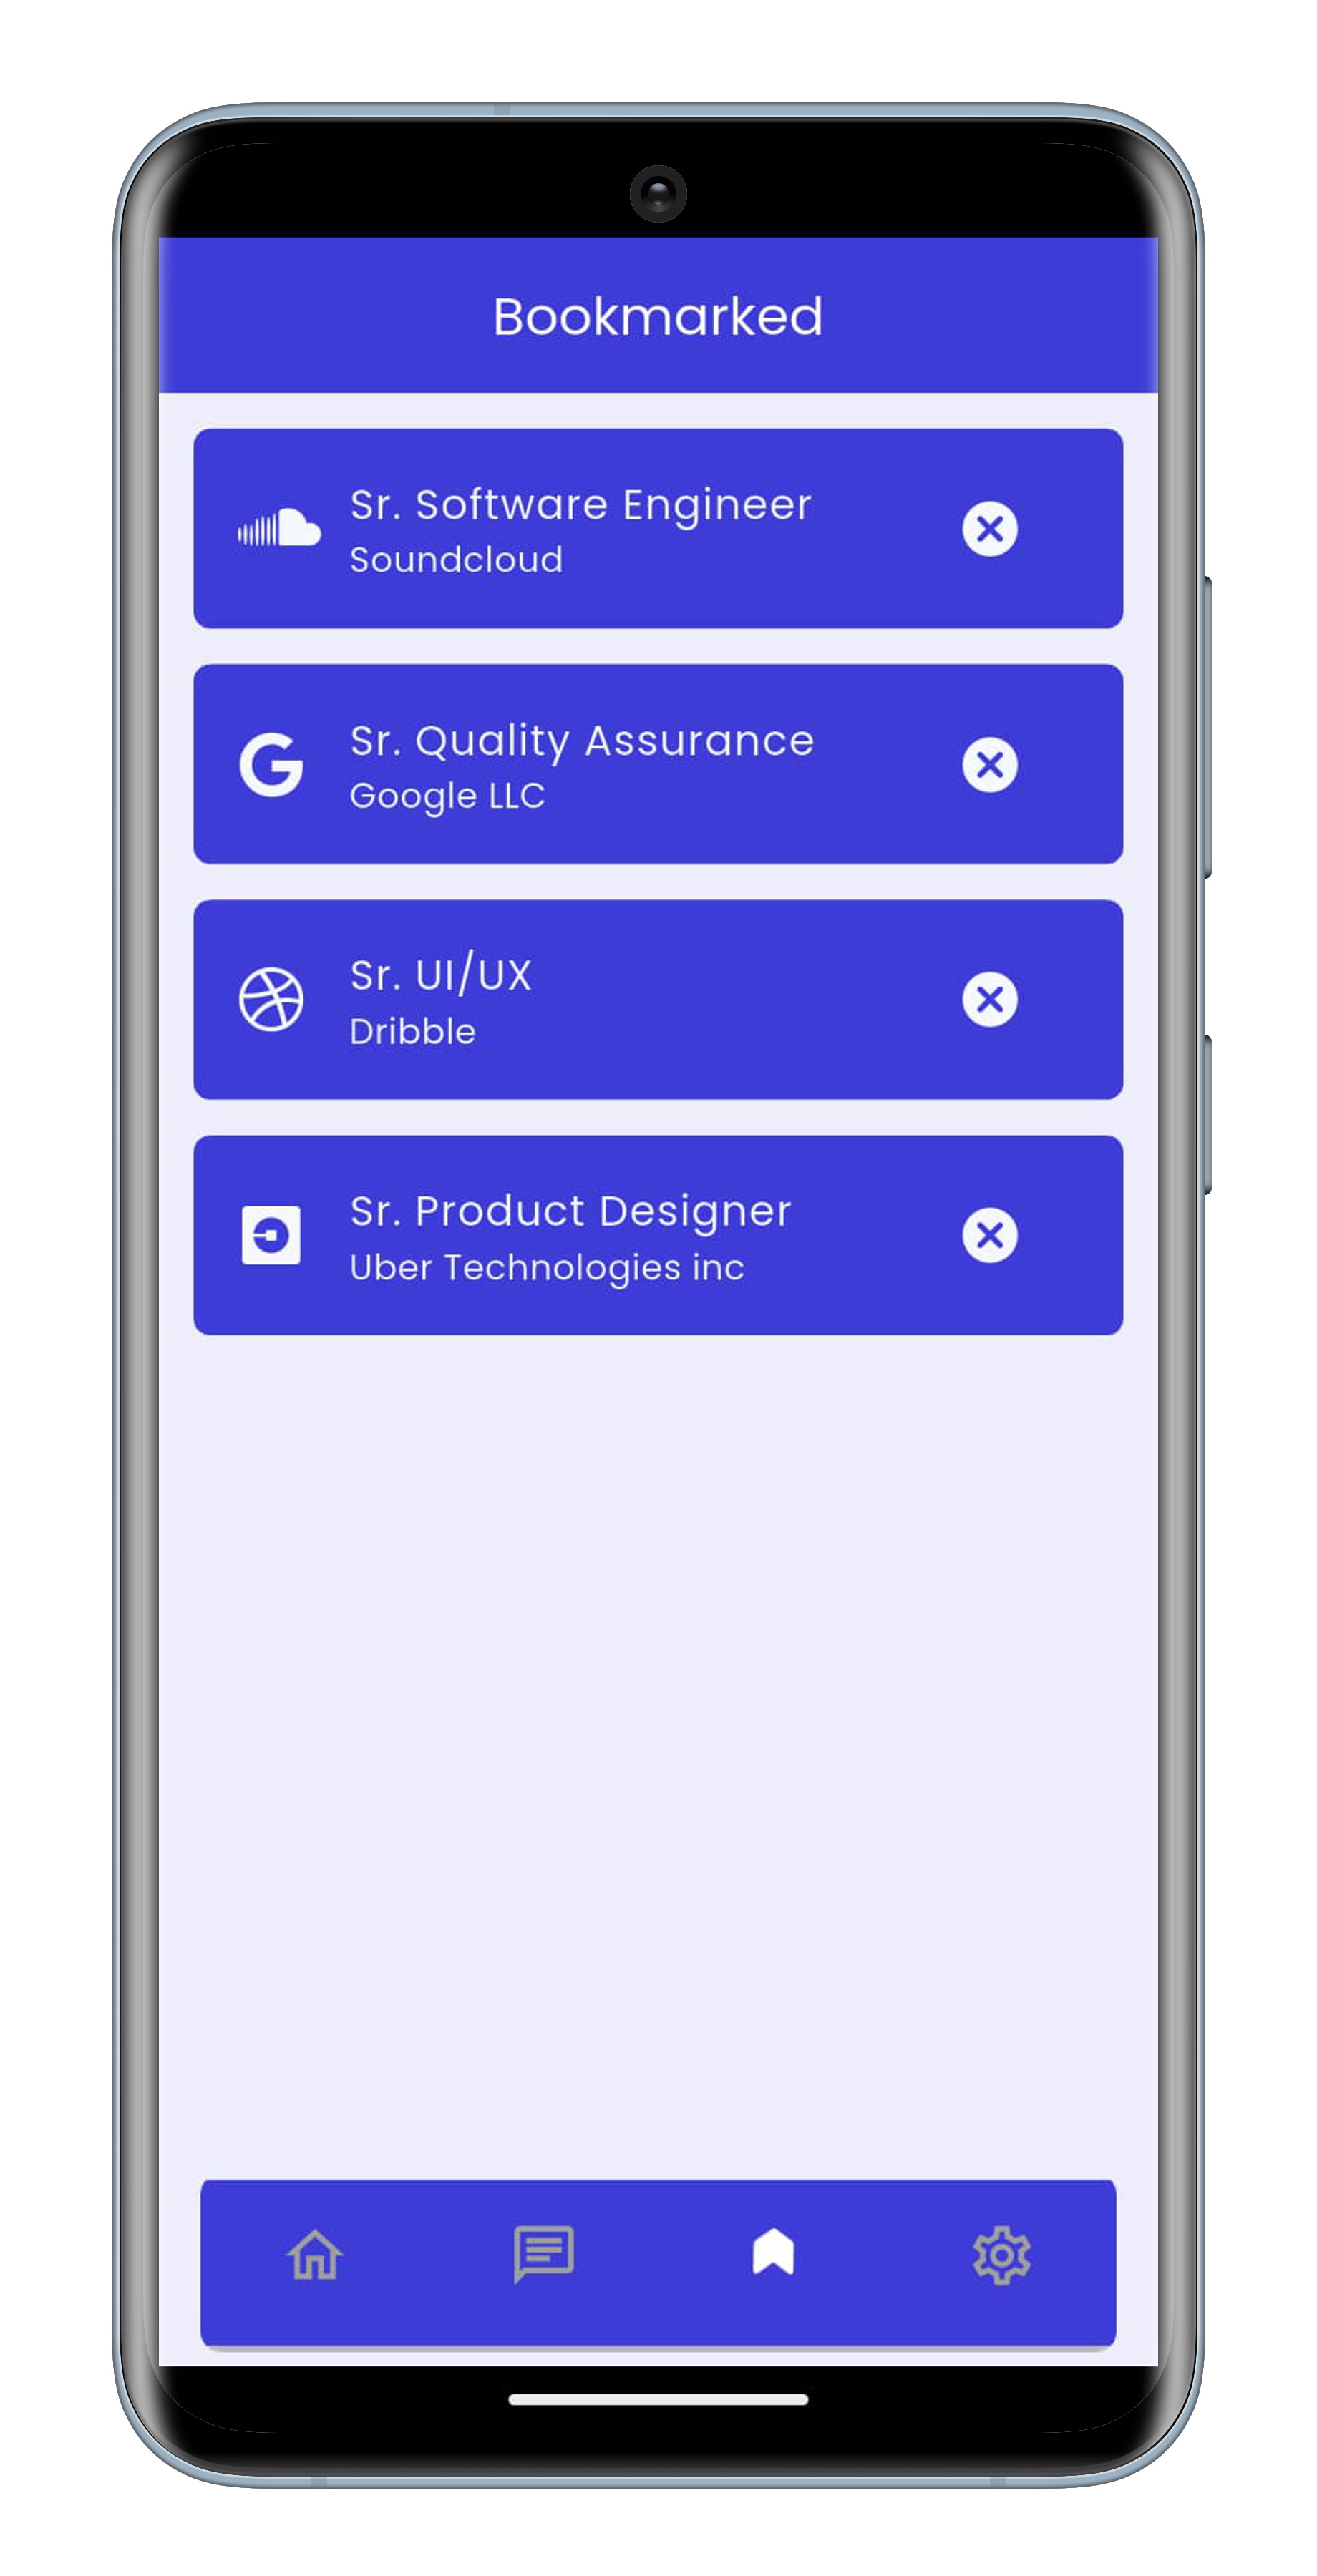 Bookmarked
Sr. Software Engineer
Soundcloud
Sr. Quality Assurance
Google LLC
Sr. UI/UX
Dribble
Sr. Product Designer
Uber Technologies inc